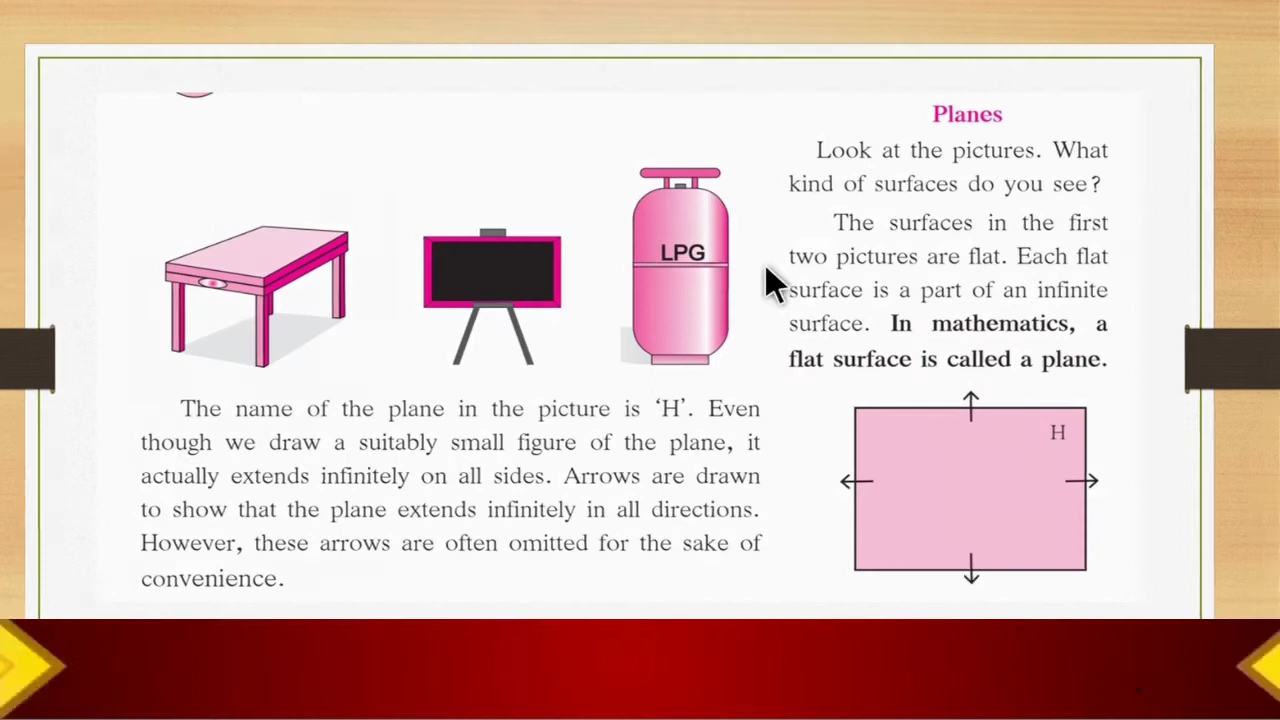 Planes
Look at the pictures. What
kind of surfaces do you see?
The surfaces in the first
two pictures are flat. Each flat
surface is a part of an infinite
surface. In mathematics, a
flat surface is called a plane.
LPG
The name of the plane in the picture is ‘H’. Even
though we draw a suitably small figure of the plane, it
actually extends infinitely on all sides. Arrows are drawn
to show that the plane extends infinitely in all directions.
However, these arrows are often omitted for the sake of
convenience.
H